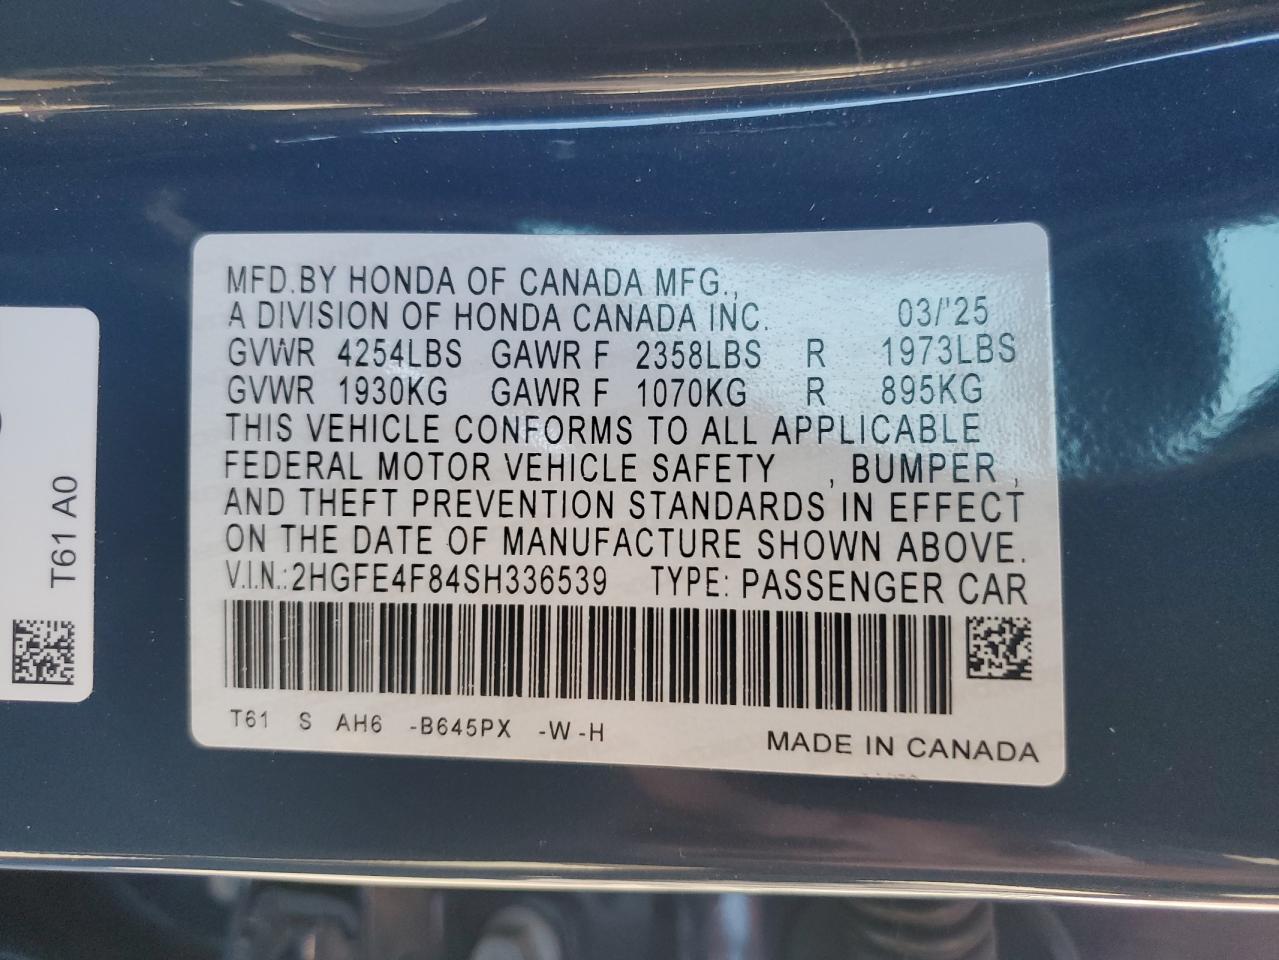 MFD.BY HONDA OF CANADA MFG.,
A DIVISION OF HONDA CANADA INC. 03/'25
GVWR 4254LBS GAWR F 2358LBS R 1973LBS
GVWR 1930KG GAWR F 1070KG R 895KG
THIS VEHICLE CONFORMS TO ALL APPLICABLE
FEDERAL MOTOR VEHICLE SAFETY , BUMPER ,
AND THEFT PREVENTION STANDARDS IN EFFECT
ON THE DATE OF MANUFACTURE SHOWN ABOVE.
V.I.N.:2HGFE4F84SH336539 TYPE: PASSENGER CAR
T61 S AH6 -B645PX -W -H
MADE IN CANADA
T61 A0